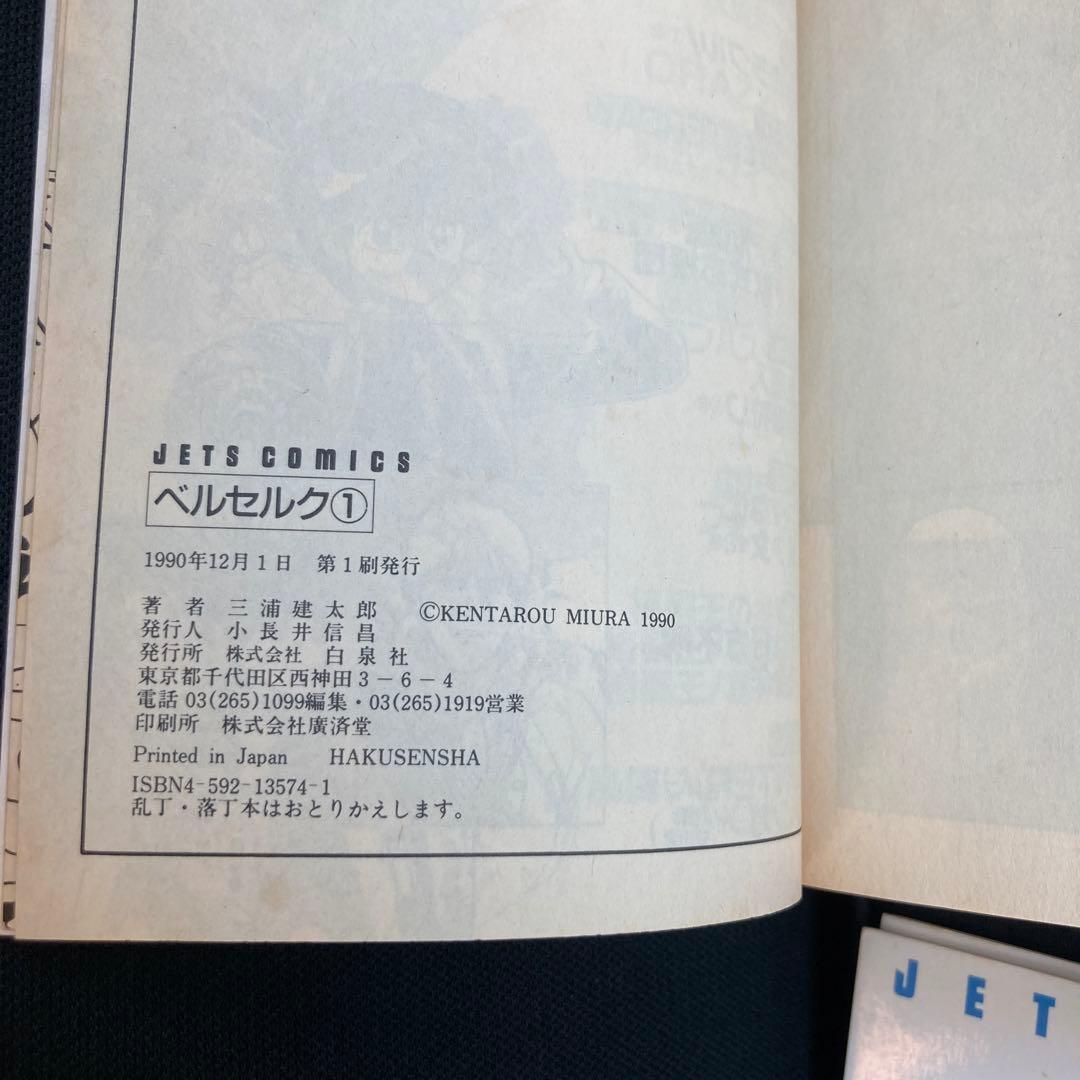 JETS COMICS
ベルセルク①
1990年12月1日　第1刷発行
著者　三浦建太郎　©KENTAROU MIURA 1990
発行人　小長井信昌
発行所　株式会社　白泉社
東京都千代田区西神田3-6-4
電話 03(265)1099編集・03(265)1919営業
印刷所　株式会社廣済堂
Printed in Japan　HAKUSENSHA
ISBN4-592-13574-1
乱丁・落丁本はおとりかえします。
JET